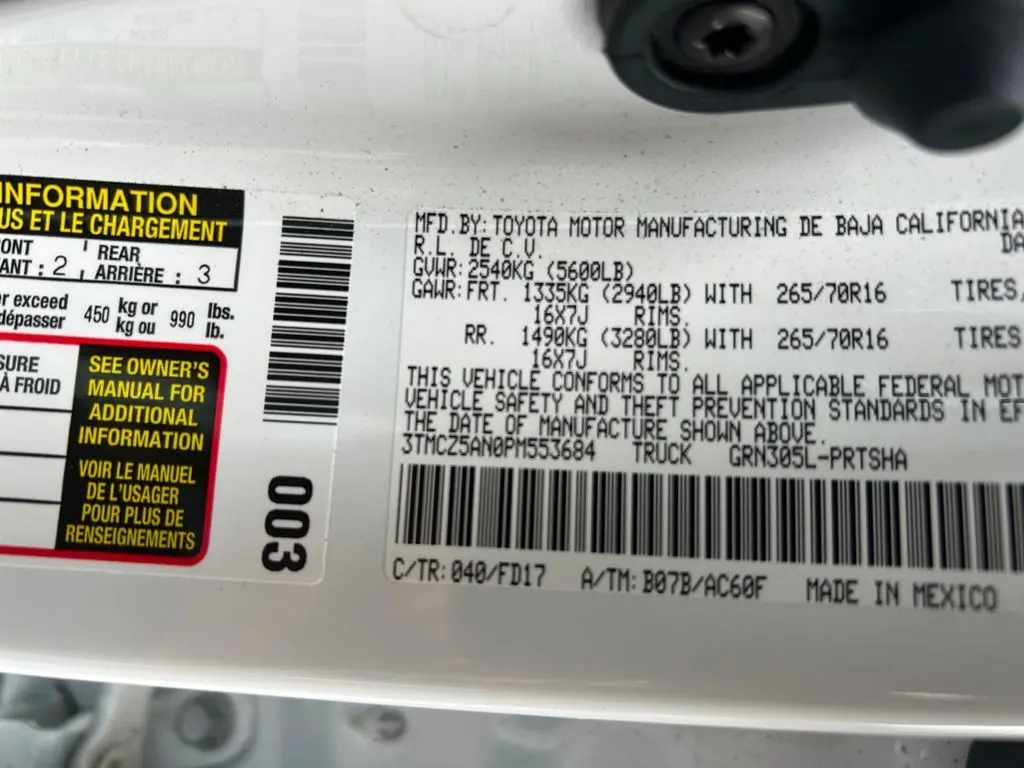 INFORMATION
US ET LE CHARGEMENT
ONT
REAR
ANT : 2 ,
ARRIÈRE : 3
er exceed
450
kg or
990
lbs.
dépasser
kg ou
lb.
SURE
À FROID
SEE OWNER'S
MANUAL FOR
ADDITIONAL
INFORMATION
VOIR LE MANUEL
DE L'USAGER
POUR PLUS DE
RENSEIGNEMENTS
003
MFD.BY:TOYOTA MOTOR MANUFACTURING DE BAJA CALIFORNIA
R.L. DE C.V. DA
GVWR:2540KG (5600LB)
GAWR:FRT. 1335KG (2940LB) WITH 265/70R16 TIRES,
16X7J RIMS,
RR. 1490KG (3280LB) WITH 265/70R16 TIRES
16X7J RIMS.
THIS VEHICLE CONFORMS TO ALL APPLICABLE FEDERAL MOT
VEHICLE SAFETY AND THEFT PREVENTION STANDARDS IN EF
THE DATE OF MANUFACTURE SHOWN ABOVE.
3TMCZ5AN0PM553684 TRUCK GRN305L-PRTSHA
C/TR:040/FD17 A/TM:B07B/AC60F MADE IN MEXICO